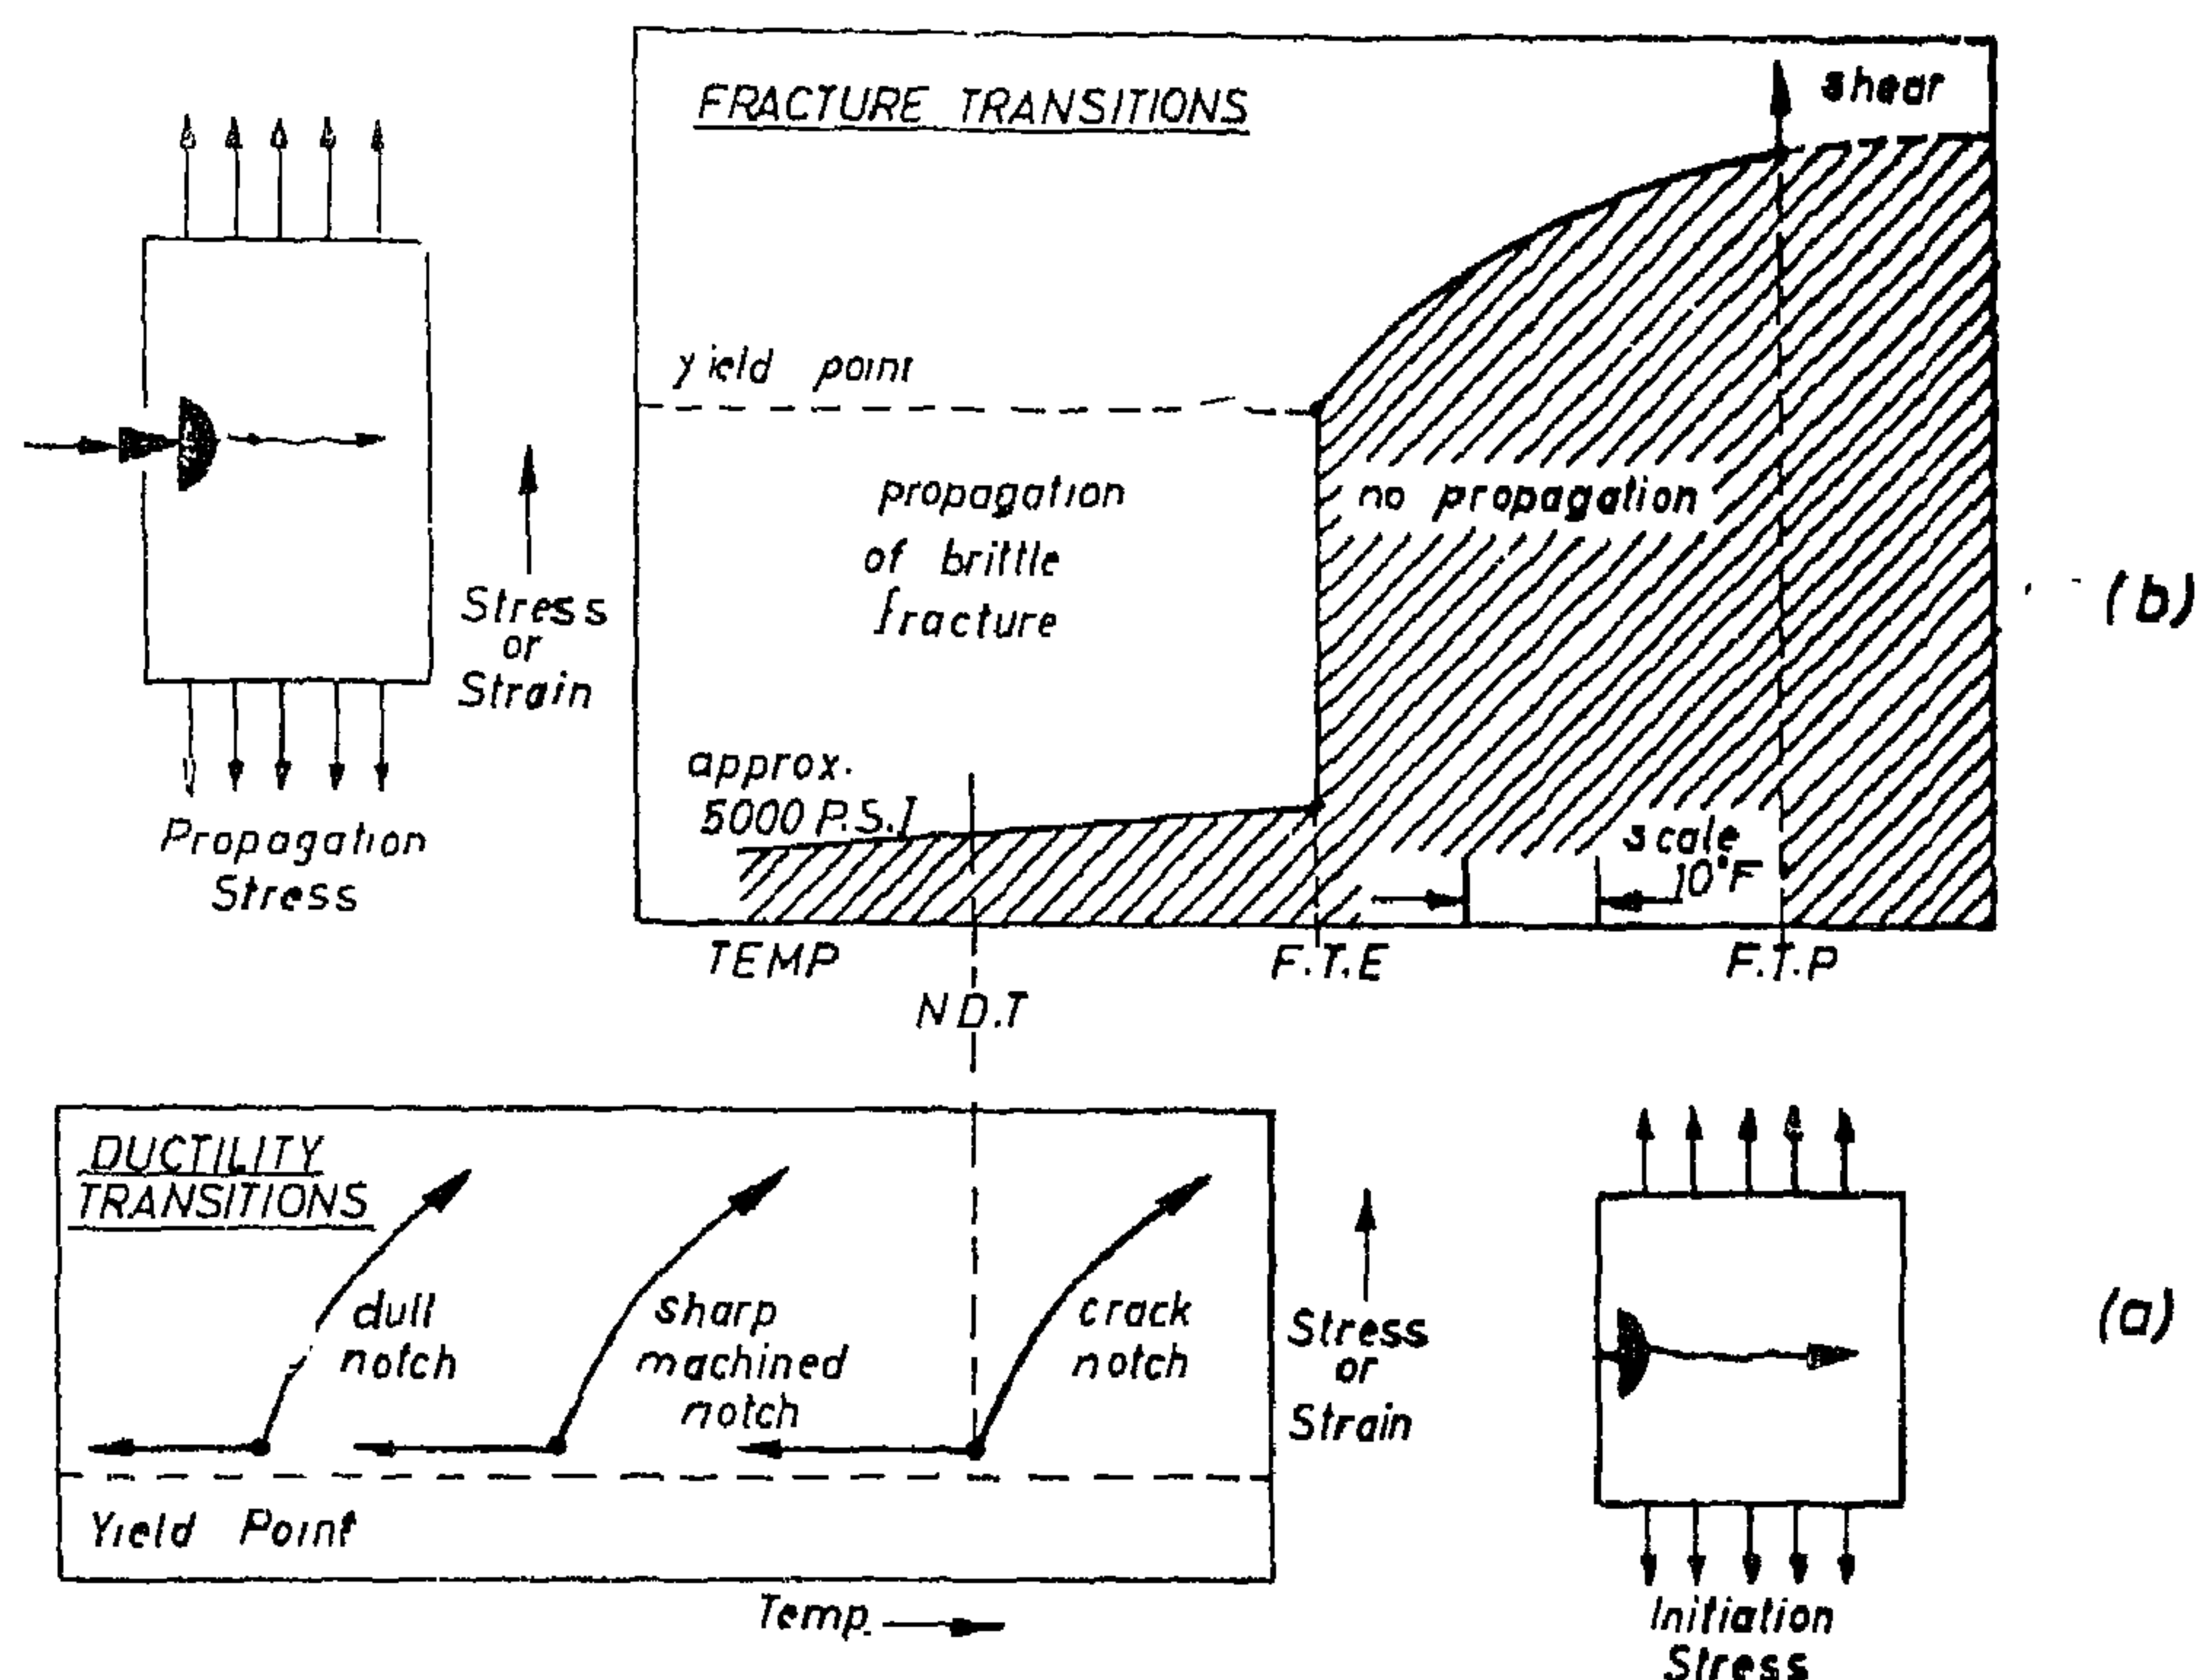 FRACTURE TRANSITIONS
shear
yield point
propagation
of brittle
fracture
no propagation
Stress
or
Strain
(b)
approx.
5000 P.S.I
scale
10°F
Propagation
Stress
TEMP
F.T.E
F.T.P
N D.T
DUCTILITY
TRANSITIONS
dull
notch
sharp
machined
notch
crack
notch
Stress
or
Strain
(a)
Yield Point
Temp.
Initiation
Stress